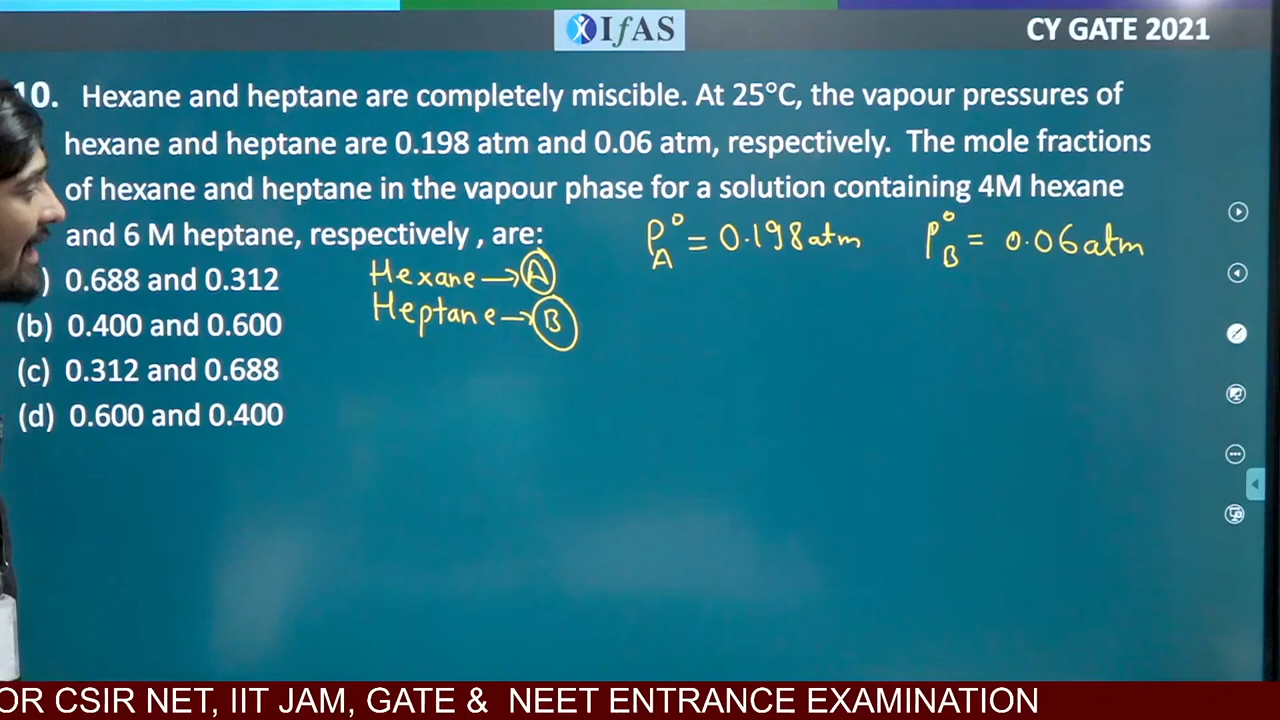 IfAS
CY GATE 2021
10. Hexane and heptane are completely miscible. At 25°C, the vapour pressures of
hexane and heptane are 0.198 atm and 0.06 atm, respectively. The mole fractions
of hexane and heptane in the vapour phase for a solution containing 4M hexane
and 6 M heptane, respectively , are:
P°A = 0.198 atm P°B = 0.06 atm
) 0.688 and 0.312
Hexane → A
Heptane → B
(b) 0.400 and 0.600
(c) 0.312 and 0.688
(d) 0.600 and 0.400
OR CSIR NET, IIT JAM, GATE & NEET ENTRANCE EXAMINATION